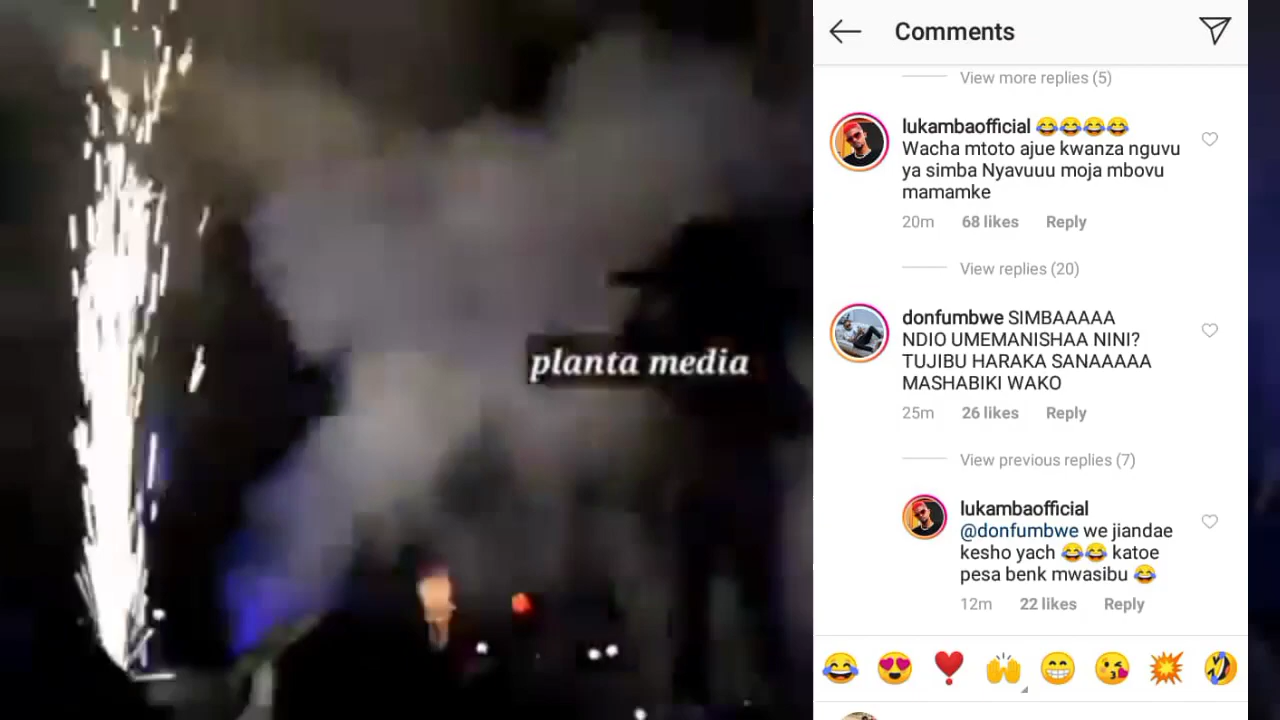 planta media
Comments
View more replies (5)
lukambaofficial 😂😂😂😂
Wacha mtoto ajue kwanza nguvu
ya simba Nyavuuu moja mbovu
mamamke
20m 68 likes Reply
View replies (20)
donfumbwe SIMBAAAAA
NDIO UMEMANISHAA NINI?
TUJIBU HARAKA SANAAAAA
MASHABIKI WAKO
25m 26 likes Reply
View previous replies (7)
lukambaofficial
@donfumbwe we jiandae
kesho yach 😂😂 katoe
pesa benk mwasibu 😂
12m 22 likes Reply